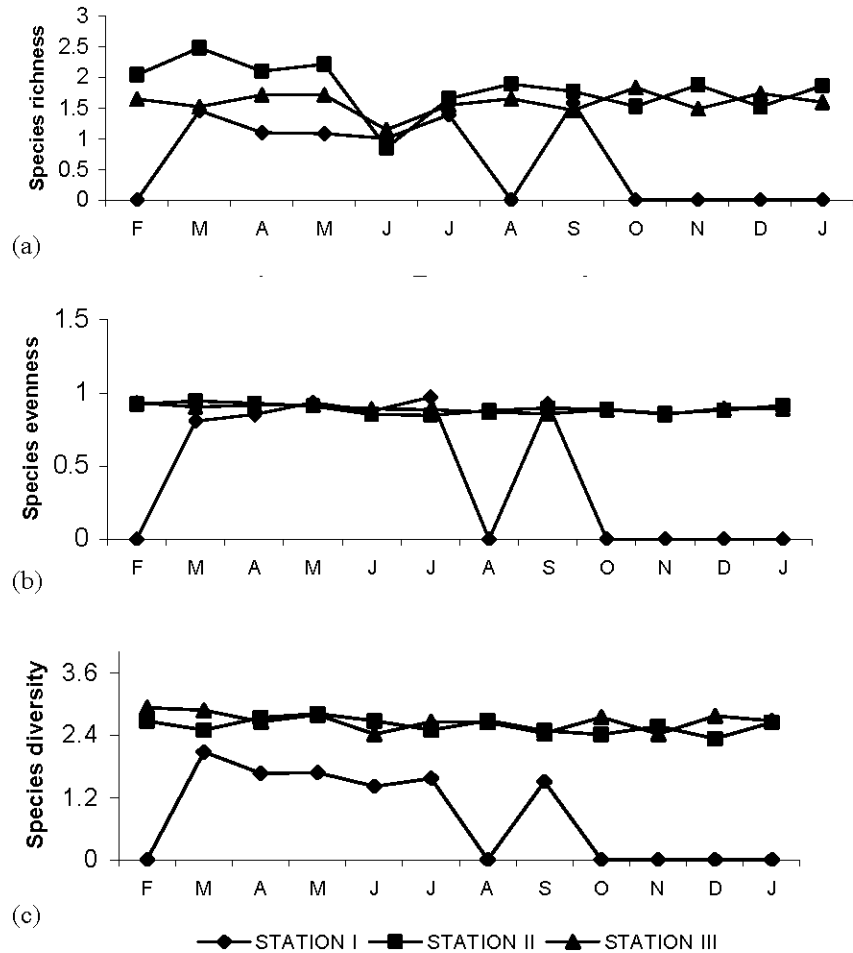 Species richness
3
2.5
2
1.5
1
0.5
0
F M A M J J A S O N D J
(a)
Species evenness
1.5
1
0.5
0
F M A M J J A S O N D J
(b)
Species diversity
3.6
2.4
1.2
0
F M A M J J A S O N D J
(c)
STATION I STATION II STATION III